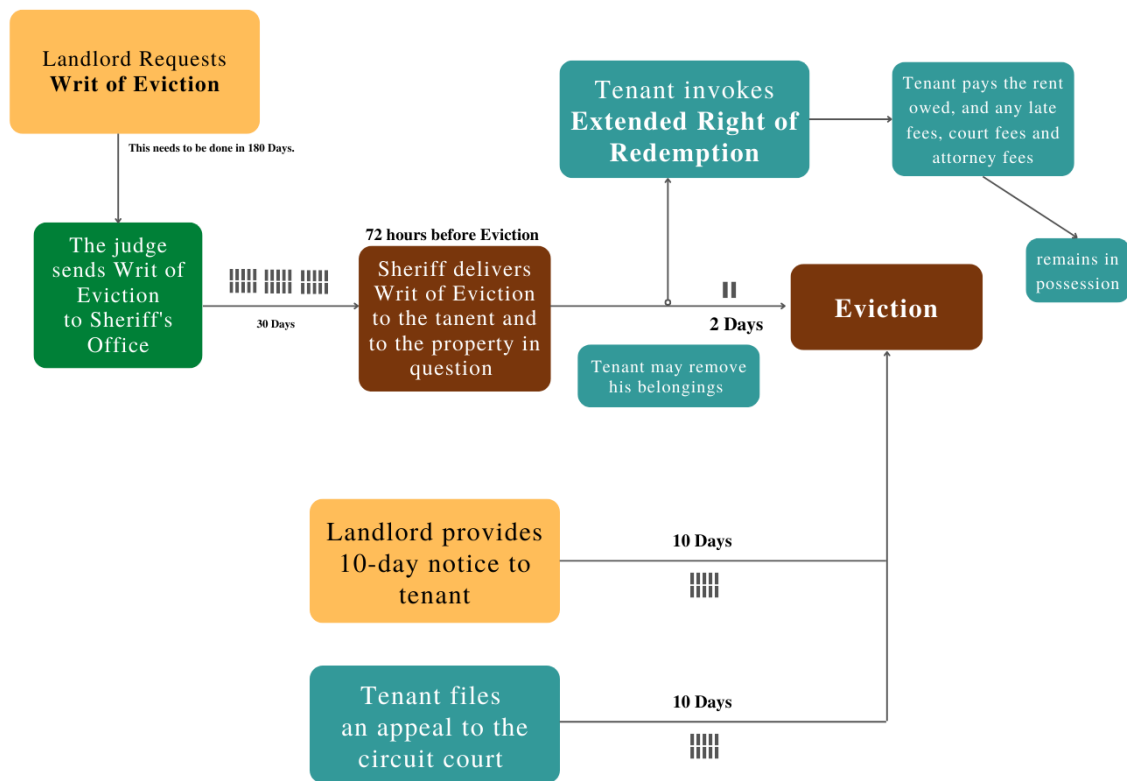 Landlord Requests
Writ of Eviction
This needs to be done in 180 Days.
The judge
sends Writ of
Eviction
to Sheriff's
Office
30 Days
72 hours before Eviction
Sheriff delivers
Writ of Eviction
to the tanent and
to the property in
question
Tenant invokes
Extended Right of
Redemption
Tenant pays the rent
owed, and any late
fees, court fees and
attorney fees
remains in
possession
2 Days
Tenant may remove
his belongings
Eviction
Landlord provides
10-day notice to
tenant
10 Days
Tenant files
an appeal to the
circuit court
10 Days